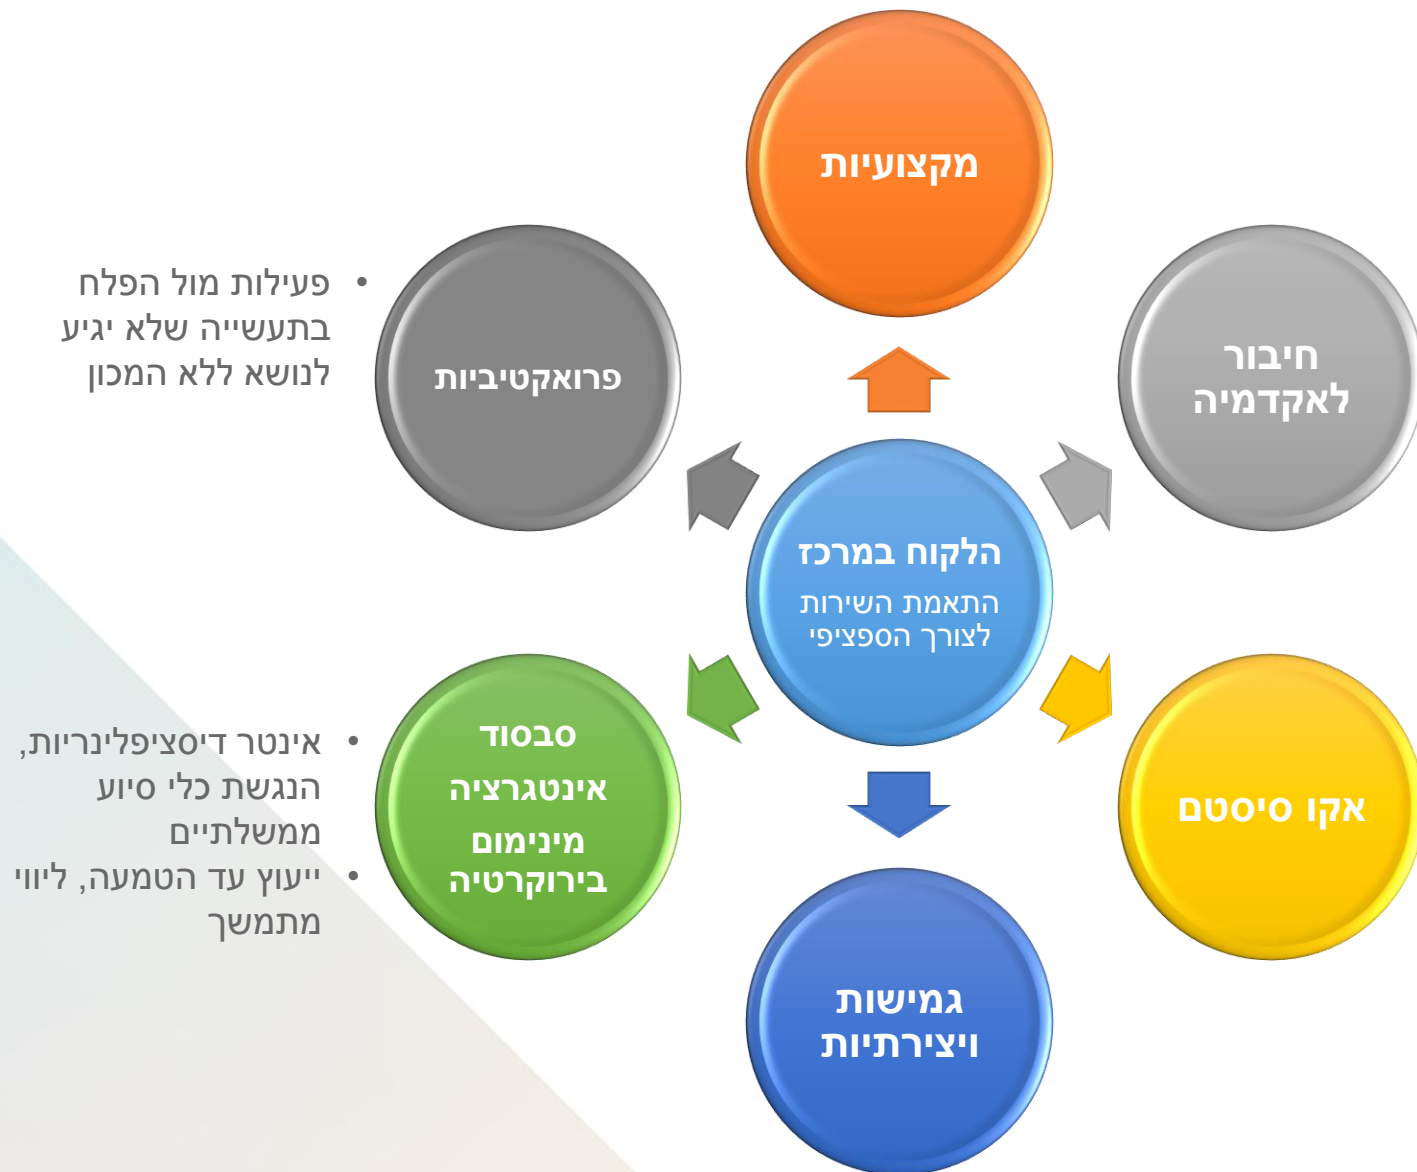 מקצועיות
חיבור
לאקדמיה
• פעילות מול הפלח
בתעשייה שלא יגיע
לנושא ללא המכון
פרואקטיביות
הלקוח במרכז
התאמת השירות
לצורך הספציפי
אקו סיסטם
סבסוד
אינטגרציה
מינימום
בירוקרטיה
• אינטר דיסציפלינריות,
הנגשת כלי סיוע
ממשלתיים
• ייעוץ עד הטמעה, ליווי
מתמשך
גמישות
ויצירתיות